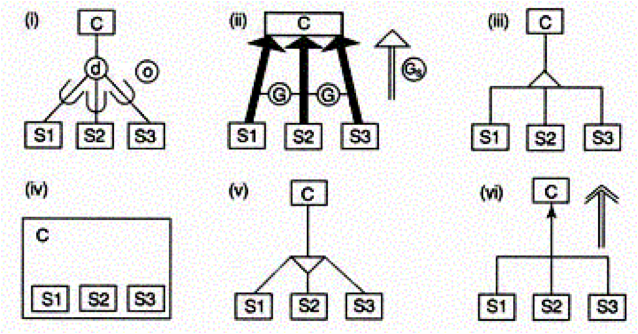 (i)
C
d
o
S1 S2 S3
(ii)
C
G G
Gs
S1 S2 S3
(iii)
C
S1 S2 S3
(iv)
C
S1 S2 S3
(v)
C
S1 S2 S3
(vi)
C
S1 S2 S3